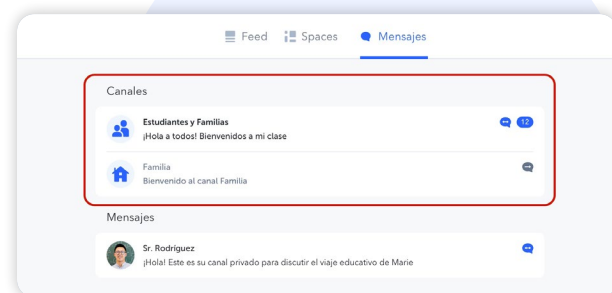 Feed Spaces Mensajes
Canales
Estudiantes y Familias
12
¡Hola a todos! Bienvenidos a mi clase
Familia
Bienvenido al canal Familia
Mensajes
Sr. Rodríguez
¡Hola! Este es su canal privado para discutir el viaje educativo de Marie